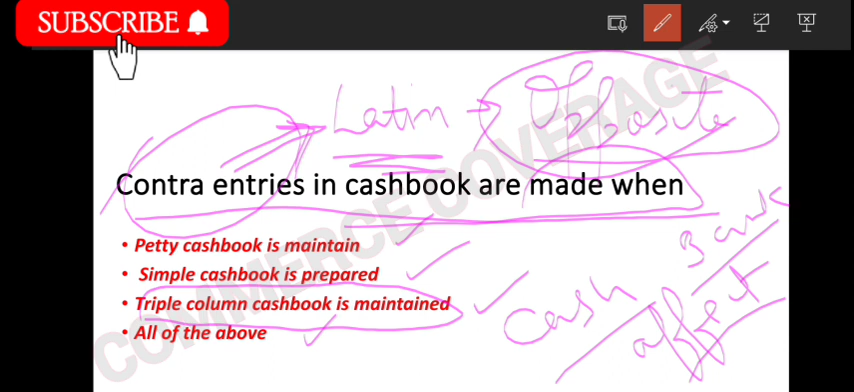 SUBSCRIBE
Latin → Opposite
Contra entries in cashbook are made when
• Petty cashbook is maintain
• Simple cashbook is prepared
• Triple column cashbook is maintained
• All of the above
Cash Bank
affect
COMMERCE COVERAGE